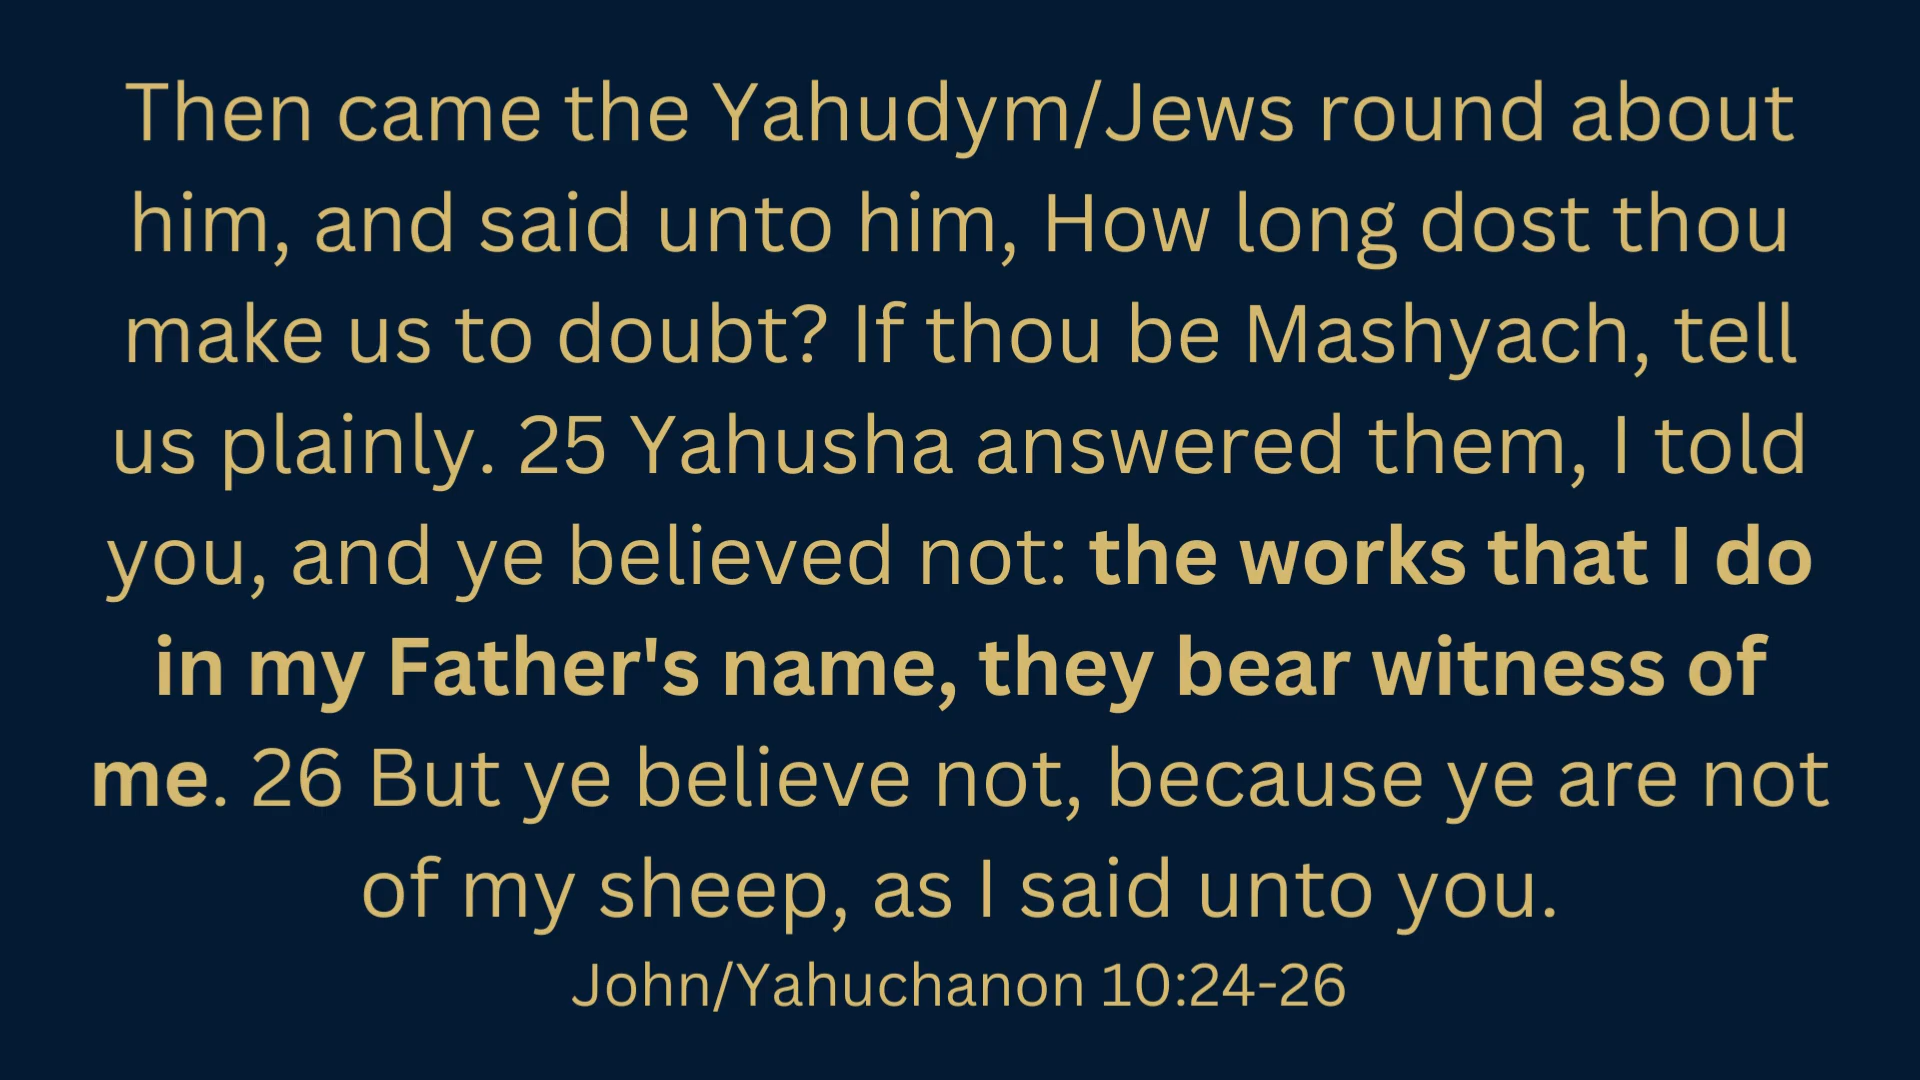 Then came the Yahudym/Jews round about
him, and said unto him, How long dost thou
make us to doubt? If thou be Mashyach, tell
us plainly. 25 Yahusha answered them, I told
you, and ye believed not: the works that I do
in my Father's name, they bear witness of
me. 26 But ye believe not, because ye are not
of my sheep, as I said unto you.
John/Yahuchanon 10:24-26